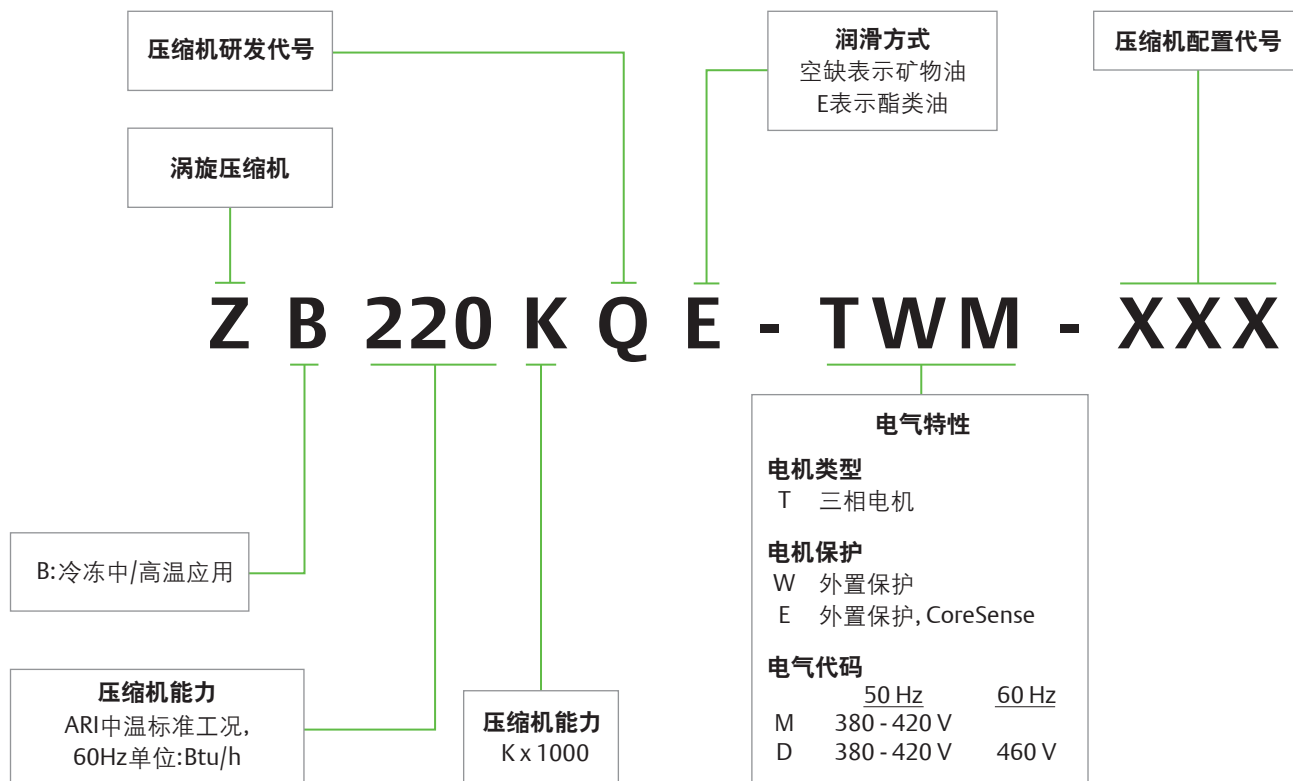 压缩机研发代号
润滑方式
空缺表示矿物油
E表示酯类油
压缩机配置代号
涡旋压缩机
Z B 220 K Q E - T W M - X X X
B:冷冻中/高温应用
压缩机能力
ARI中温标准工况,
60Hz单位:Btu/h
压缩机能力
K x 1000
电气特性
电机类型
T 三相电机
电机保护
W 外置保护
E 外置保护, CoreSense
电气代码
50 Hz 60 Hz
M 380 - 420 V
D 380 - 420 V 460 V